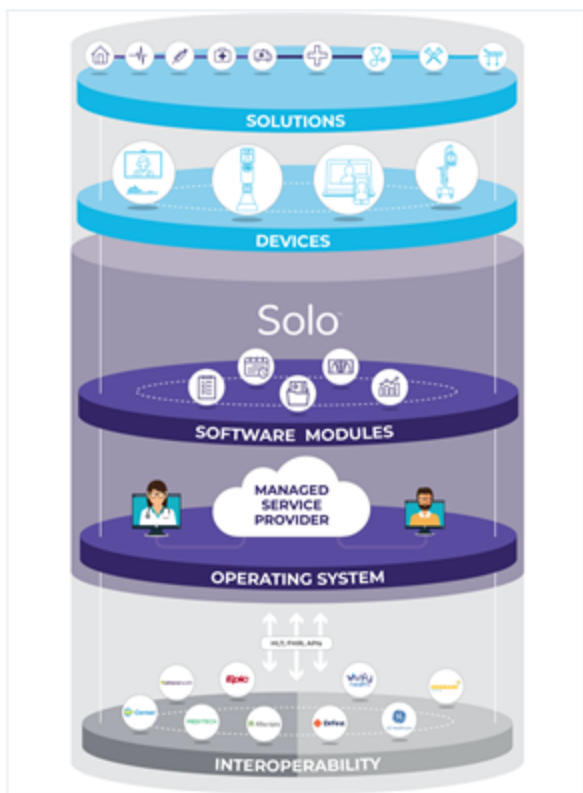 SOLUTIONS
DEVICES
Solo
SOFTWARE MODULES
MANAGED
SERVICE
PROVIDER
OPERATING SYSTEM
HL7, FHIR, APIs
Epic
Cerner
MEDITECH
Allscripts
GE Healthcare
INTEROPERABILITY